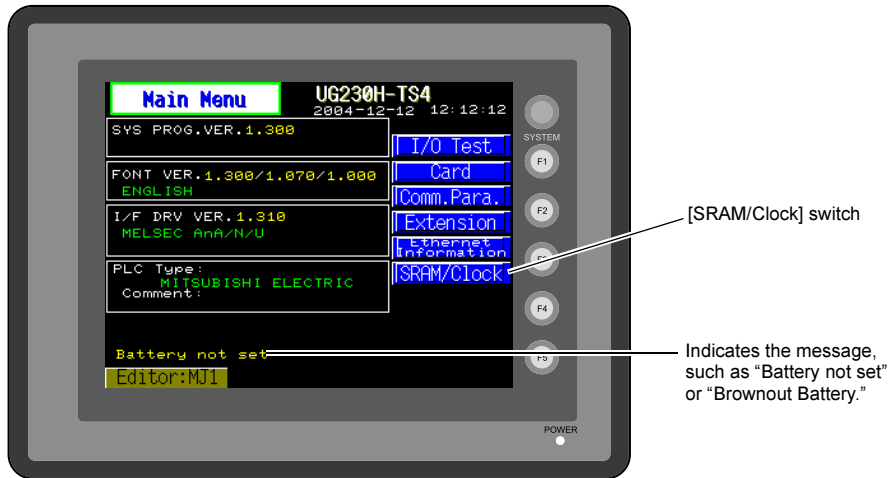 Main Menu
UG230H-TS4
2004-12-12 12:12:12
SYS PROG.VER.1.300
FONT VER.1.300/1.070/1.000
ENGLISH
I/F DRV VER.1.310
MELSEC AnA/N/U
PLC Type:
MITSUBISHI ELECTRIC
Comment:
Battery not set
Editor:MJ1
I/O Test
Card
Comm.Para.
Extension
Ethernet
Information
SRAM/Clock
SYSTEM
F1
F2
F3
F4
F5
POWER
[SRAM/Clock] switch
Indicates the message,
such as “Battery not set”
or “Brownout Battery.”